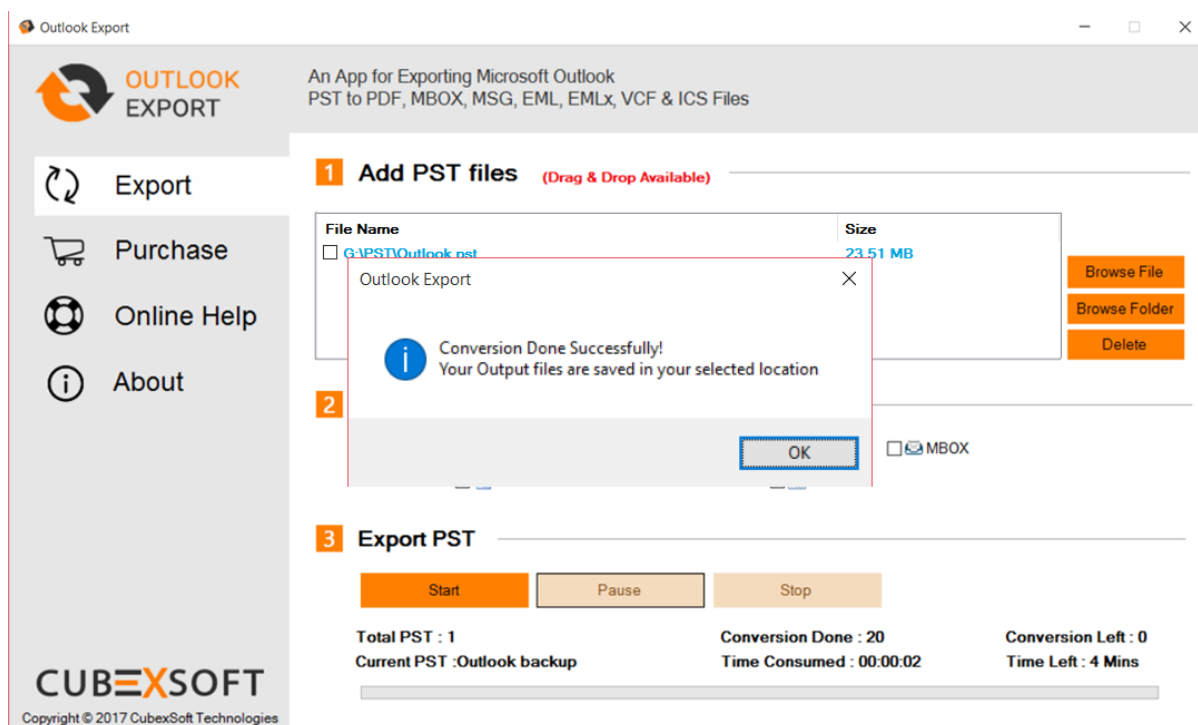 Outlook Export
OUTLOOK
EXPORT
An App for Exporting Microsoft Outlook
PST to PDF, MBOX, MSG, EML, EMLx, VCF & ICS Files
Export
Purchase
Online Help
About
1 Add PST files (Drag & Drop Available)
File Name Size
G:\PST\Outlook.pst 23.51 MB
Browse File
Browse Folder
Delete
Outlook Export
Conversion Done Successfully!
Your Output files are saved in your selected location
OK
2
MBOX
3 Export PST
Start Pause Stop
Total PST : 1 Conversion Done : 20 Conversion Left : 0
Current PST :Outlook backup Time Consumed : 00:00:02 Time Left : 4 Mins
CUBEXSOFT
Copyright © 2017 CubexSoft Technologies